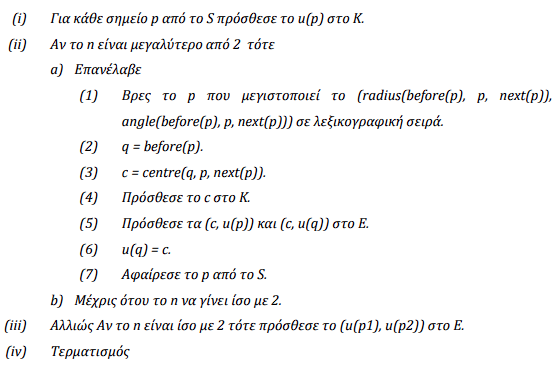 (i) Για κάθε σημείο p από το S πρόσθεσε το u(p) στο K.
(ii) Αν το n είναι μεγαλύτερο από 2 τότε
a) Επανέλαβε
(1) Βρες το p που μεγιστοποιεί το (radius(before(p), p, next(p)),
angle(before(p), p, next(p))) σε λεξικογραφική σειρά.
(2) q = before(p).
(3) c = centre(q, p, next(p)).
(4) Πρόσθεσε το c στο K.
(5) Πρόσθεσε τα (c, u(p)) και (c, u(q)) στο E.
(6) u(q) = c.
(7) Αφαίρεσε το p από το S.
b) Μέχρις ότου το n να γίνει ίσο με 2.
(iii) Αλλιώς Αν το n είναι ίσο με 2 τότε πρόσθεσε το (u(p1), u(p2)) στο E.
(iv) Τερματισμός